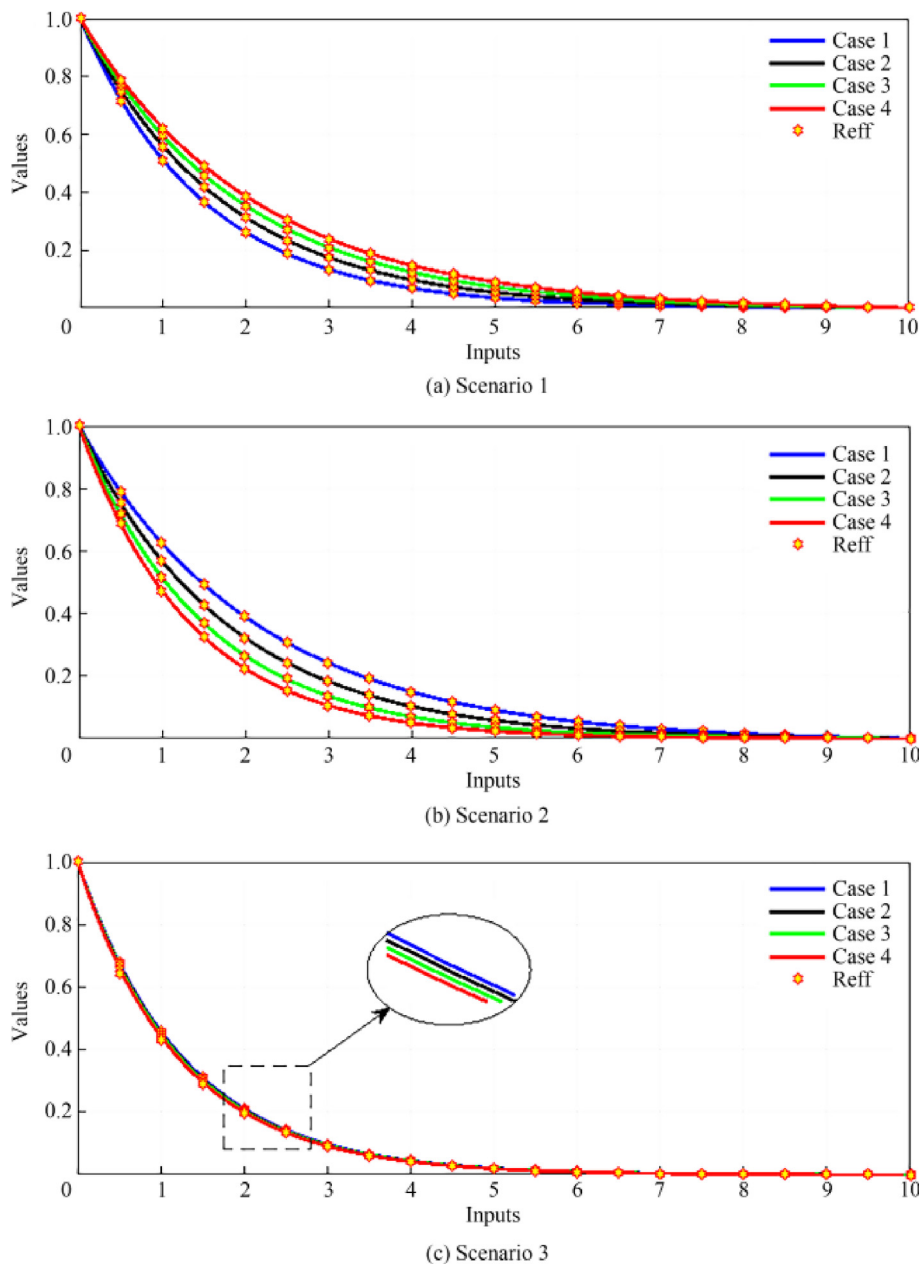 1.0
0.8
0.6
0.4
0.2
Values
Case 1
Case 2
Case 3
Case 4
Reff
0 1 2 3 4 5 6 7 8 9 10
Inputs
(a) Scenario 1
1.0
0.8
0.6
0.4
0.2
Values
Case 1
Case 2
Case 3
Case 4
Reff
0 1 2 3 4 5 6 7 8 9 10
Inputs
(b) Scenario 2
1.0
0.8
0.6
0.4
0.2
Values
Case 1
Case 2
Case 3
Case 4
Reff
0 1 2 3 4 5 6 7 8 9 10
Inputs
(c) Scenario 3